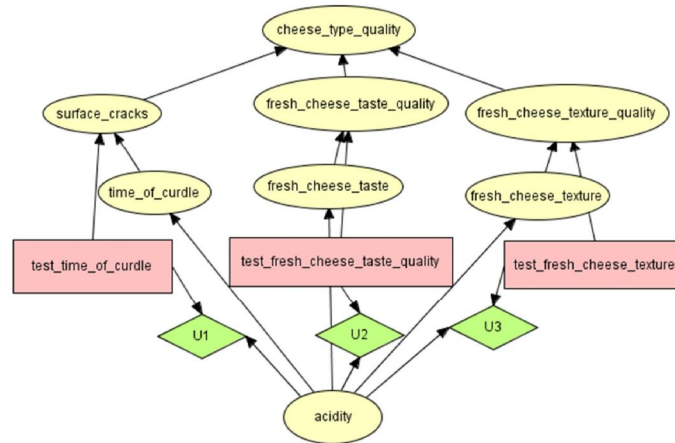 cheese_type_quality
surface_cracks
fresh_cheese_taste_quality
fresh_cheese_texture_quality
time_of_curdle
fresh_cheese_taste
fresh_cheese_texture
test_time_of_curdle
test_fresh_cheese_taste_quality
test_fresh_cheese_texture
U1
U2
U3
acidity